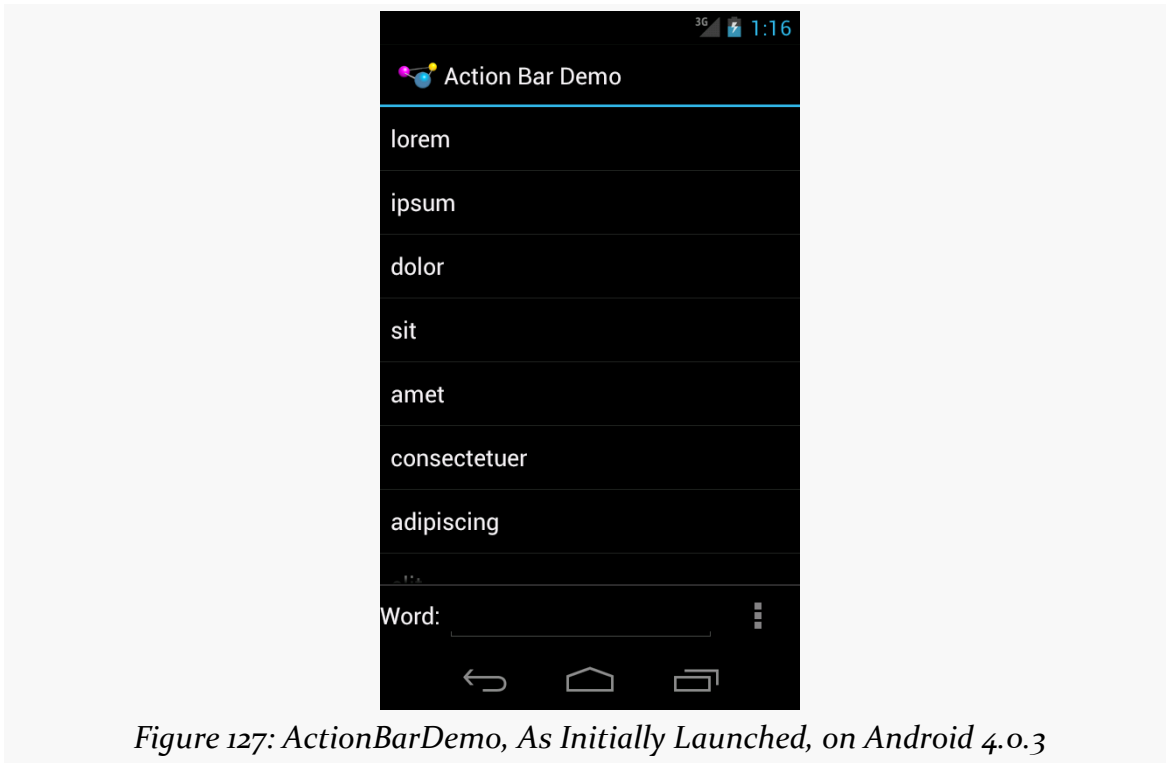 3G 1:16
Action Bar Demo
lorem
ipsum
dolor
sit
amet
consectetuer
adipiscing
Word:
Figure 127: ActionBarDemo, As Initially Launched, on Android 4.0.3